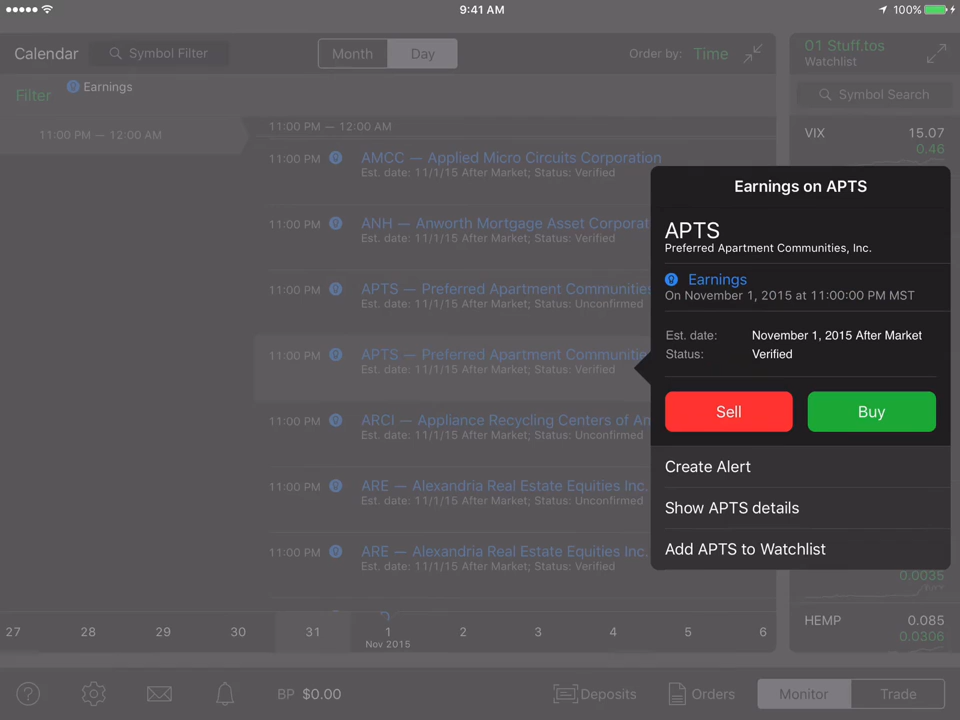 9:41 AM
100%
Calendar
Symbol Filter
Month
Day
Order by: Time
01 Stuff.tos
Watchlist
Filter
Earnings
Symbol Search
11:00 PM — 12:00 AM
11:00 PM — 12:00 AM
VIX 15.07
0.46
11:00 PM AMCC — Applied Micro Circuits Corporation
Est. date: 11/1/15 After Market; Status: Verified
11:00 PM ANH — Anworth Mortgage Asset Corporat
Est. date: 11/1/15 After Market; Status: Verified
11:00 PM APTS — Preferred Apartment Communities
Est. date: 11/1/15 After Market; Status: Unconfirmed
11:00 PM APTS — Preferred Apartment Communitie
Est. date: 11/1/15 After Market; Status: Verified
11:00 PM ARCI — Appliance Recycling Centers of Am
Est. date: 11/1/15 After Market; Status: Unconfirmed
11:00 PM ARE — Alexandria Real Estate Equities Inc.
Est. date: 11/1/15 After Market; Status: Unconfirmed
11:00 PM ARE — Alexandria Real Estate Equities Inc.
Est. date: 11/1/15 After Market; Status: Verified
Earnings on APTS
APTS
Preferred Apartment Communities, Inc.
Earnings
On November 1, 2015 at 11:00:00 PM MST
Est. date: November 1, 2015 After Market
Status: Verified
Sell
Buy
Create Alert
Show APTS details
Add APTS to Watchlist
0.0035
HEMP 0.085
0.0306
27 28 29 30 31 1 2 3 4 5 6
Nov 2015
? BP $0.00 Deposits Orders Monitor Trade